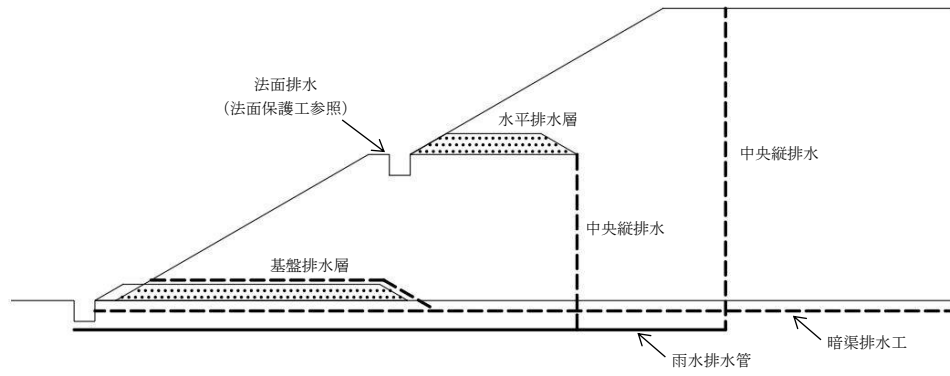 法面排水
（法面保護工参照）
水平排水層
中央縦排水
中央縦排水
基盤排水層
暗渠排水工
雨水排水管